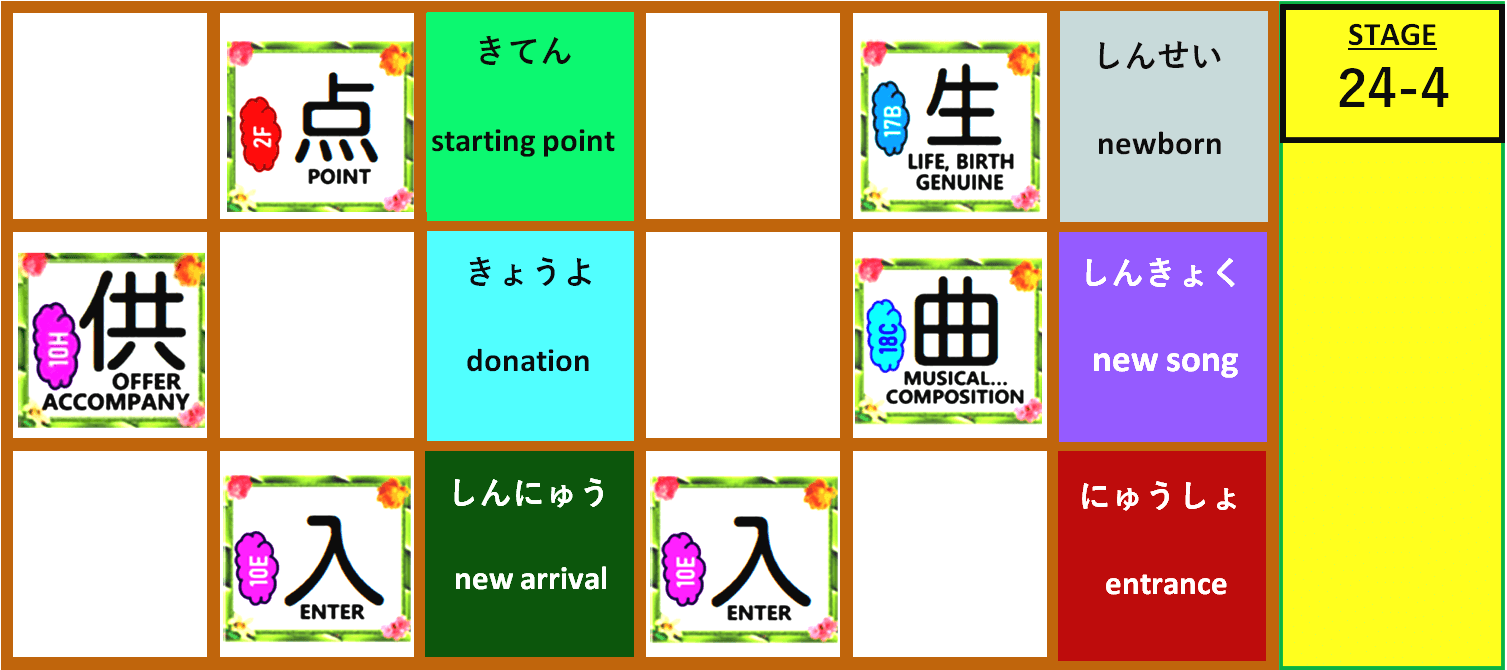 2F
点
POINT
きてん
starting point
17B
生
LIFE, BIRTH
GENUINE
しんせい
newborn
STAGE
24-4
10H
供
OFFER
ACCOMPANY
きょうよ
donation
18C
曲
MUSICAL...
COMPOSITION
しんきょく
new song
10E
入
ENTER
しんにゅう
new arrival
10E
入
ENTER
にゅうしょ
entrance